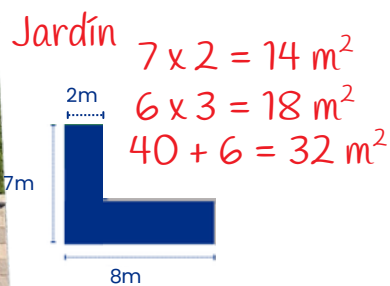 Jardín
7 x 2 = 14 m²
6 x 3 = 18 m²
40 + 6 = 32 m²
2m
7m
8m